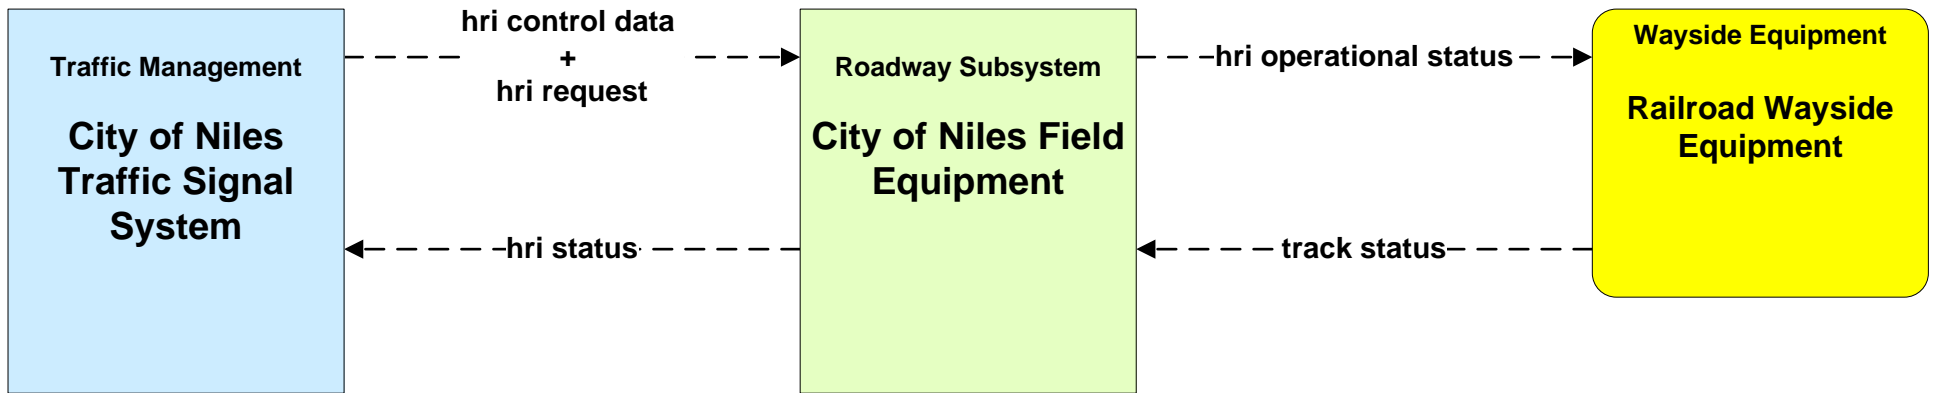 Traffic Management
City of Niles
Traffic Signal
System
hri control data
+
hri request
hri status
Roadway Subsystem
City of Niles Field
Equipment
hri operational status
track status
Wayside Equipment
Railroad Wayside
Equipment